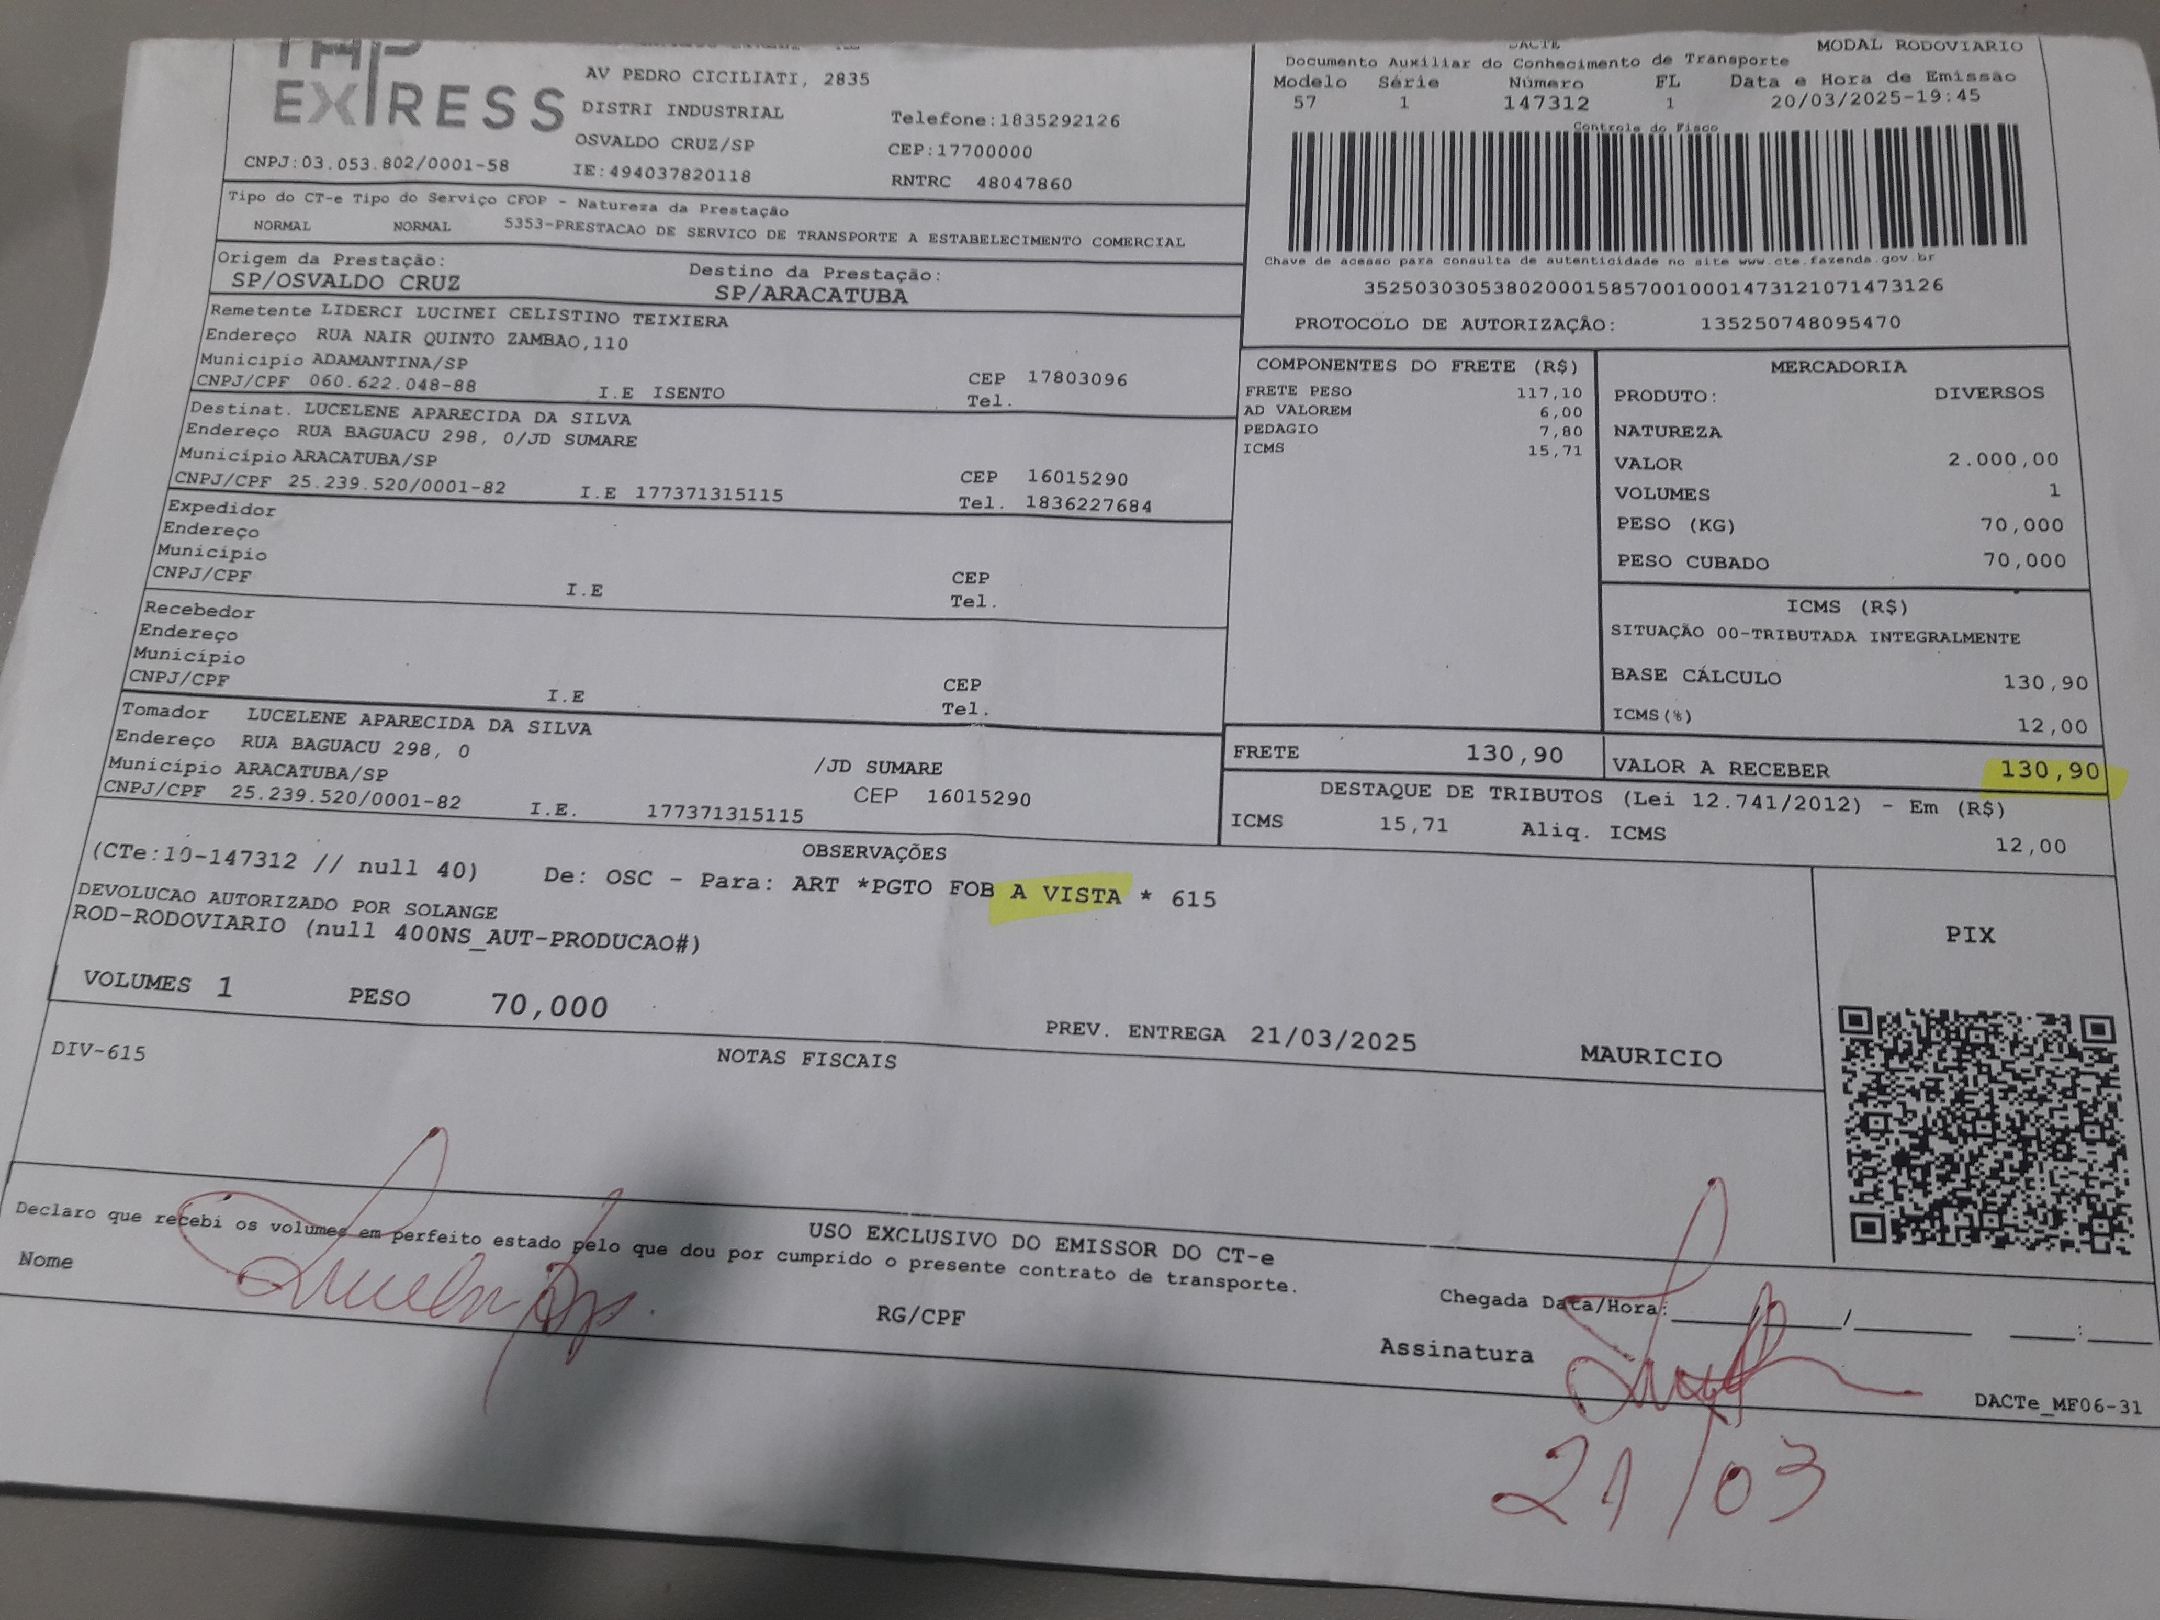 EXPRESS
AV PEDRO CICILIATI, 2835
DISTRI INDUSTRIAL
Telefone:1835292126
OSVALDO CRUZ/SP
CEP:17700000
CNPJ:03.053.802/0001-58
IE:494037820118
RNTRC 48047860
DACTE
MODAL RODOVIARIO
Documento Auxiliar do Conhecimento de Transporte
Modelo Série Número FL Data e Hora de Emissão
57 1 147312 1 20/03/2025-19:45
Controle do Fisco
Chave de acesso para consulta de autenticidade no site www.cte.fazenda.gov.br
35250303053802000158570010001473121071473126
PROTOCOLO DE AUTORIZAÇÃO: 135250748095470
Tipo do CT-e Tipo do Serviço CFOP - Natureza da Prestação
NORMAL NORMAL 5353-PRESTACAO DE SERVICO DE TRANSPORTE A ESTABELECIMENTO COMERCIAL
Origem da Prestação: Destino da Prestação:
SP/OSVALDO CRUZ SP/ARACATUBA
Remetente LIDERCI LUCINEI CELISTINO TEIXIERA
Endereço RUA NAIR QUINTO ZAMBAO,110
Município ADAMANTINA/SP CEP 17803096
CNPJ/CPF 060.622.048-88 I.E ISENTO Tel.
Destinat. LUCELENE APARECIDA DA SILVA
Endereço RUA BAGUACU 298, 0/JD SUMARE
Município ARACATUBA/SP CEP 16015290
CNPJ/CPF 25.239.520/0001-82 I.E 177371315115 Tel. 1836227684
Expedidor
Endereço
Município CEP
CNPJ/CPF I.E Tel.
Recebedor
Endereço
Município CEP
CNPJ/CPF I.E Tel.
Tomador LUCELENE APARECIDA DA SILVA
Endereço RUA BAGUACU 298, 0 /JD SUMARE
Município ARACATUBA/SP CEP 16015290
CNPJ/CPF 25.239.520/0001-82 I.E. 177371315115
COMPONENTES DO FRETE (R$)
FRETE PESO 117,10
AD VALOREM 6,00
PEDAGIO 7,80
ICMS 15,71
MERCADORIA
PRODUTO: DIVERSOS
NATUREZA
VALOR 2.000,00
VOLUMES 1
PESO (KG) 70,000
PESO CUBADO 70,000
ICMS (R$)
SITUAÇÃO 00-TRIBUTADA INTEGRALMENTE
BASE CÁLCULO 130,90
ICMS(%) 12,00
FRETE 130,90 VALOR A RECEBER 130,90
DESTAQUE DE TRIBUTOS (Lei 12.741/2012) - Em (R$)
ICMS 15,71 Aliq. ICMS 12,00
OBSERVAÇÕES
(CTe:10-147312 // null 40) De: OSC - Para: ART *PGTO FOB A VISTA * 615
DEVOLUCAO AUTORIZADO POR SOLANGE
ROD-RODOVIARIO (null 400NS_AUT-PRODUCAO#)
PIX
VOLUMES 1 PESO 70,000
PREV. ENTREGA 21/03/2025 MAURICIO
DIV-615 NOTAS FISCAIS
USO EXCLUSIVO DO EMISSOR DO CT-e
Declaro que recebi os volumes em perfeito estado pelo que dou por cumprido o presente contrato de transporte.
Nome RG/CPF
Chegada Data/Hora:____/____/____ ___:___
Assinatura
DACTe_MF06-31
21/03